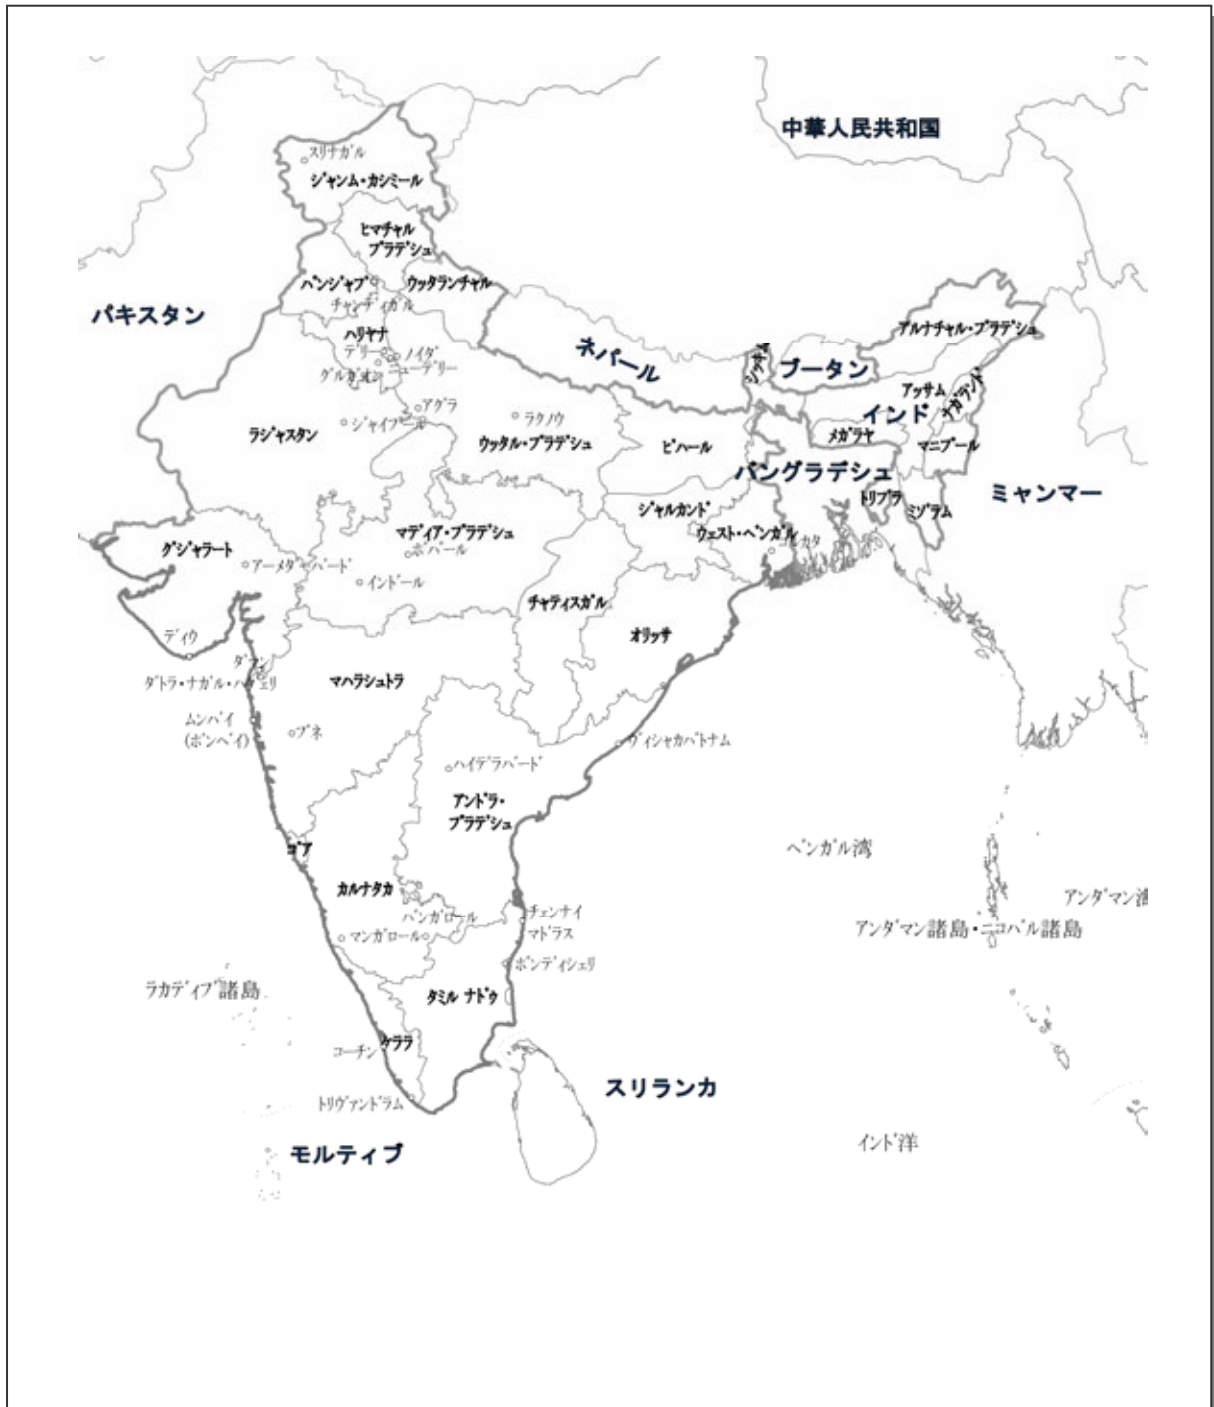 中華人民共和国
スリナガル
ジャンム・カシミール
ヒマチャル
プラデシュ
パンジャブ
ウッタランチャル
チャンディガル
パキスタン
ハリヤナ
デリー
ノイダ
ニューデリー
グルガオン
アルナチャル・プラデシュ
ネパール
シッキム
ブータン
アッサム
ナガランド
インド
アグラ
ジャイプール
ラクノウ
ラジャスタン
ウッタル・プラデシュ
ビハール
メガラヤ
マニプール
バングラデシュ
ミャンマー
トリプラ
ミゾラム
ジャルカンド
ウェスト・ベンガル
コルカタ
マディア・プラデシュ
ボパール
グジャラート
アーメダバード
インドール
チャティスガル
オリッサ
ディウ
ダマン
ダトラ・ナガル・ハヴェリ
マハラシュトラ
ムンバイ
(ボンベイ)
プネ
ヴィシャカパトナム
ハイデラバード
アンドラ・
プラデシュ
ゴア
ベンガル湾
カルナタカ
アンダマン海
バンガロール
チェンナイ
マンガロール
マドラス
アンダマン諸島・ニコバル諸島
ポンディシェリ
ラカディブ諸島
タミル ナドゥ
ケララ
コーチン
スリランカ
トリヴァンドラム
モルティブ
インド洋